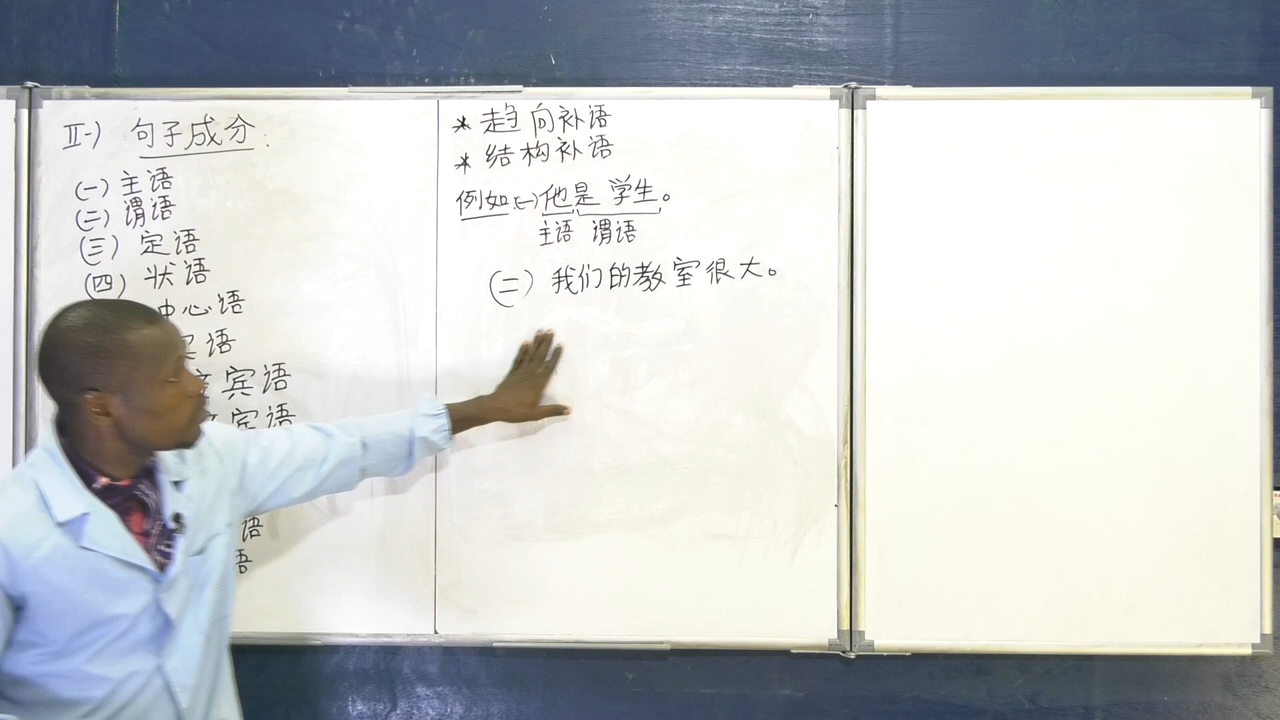 II-) 句子成分:
(一) 主语
(二) 谓语
(三) 定语
(四) 状语
中心语
宾语
宾语
宾语
语
语
* 趋向补语
* 结构补语
例如:(一)他是学生。
主语 谓语
(二) 我们的教室很大。